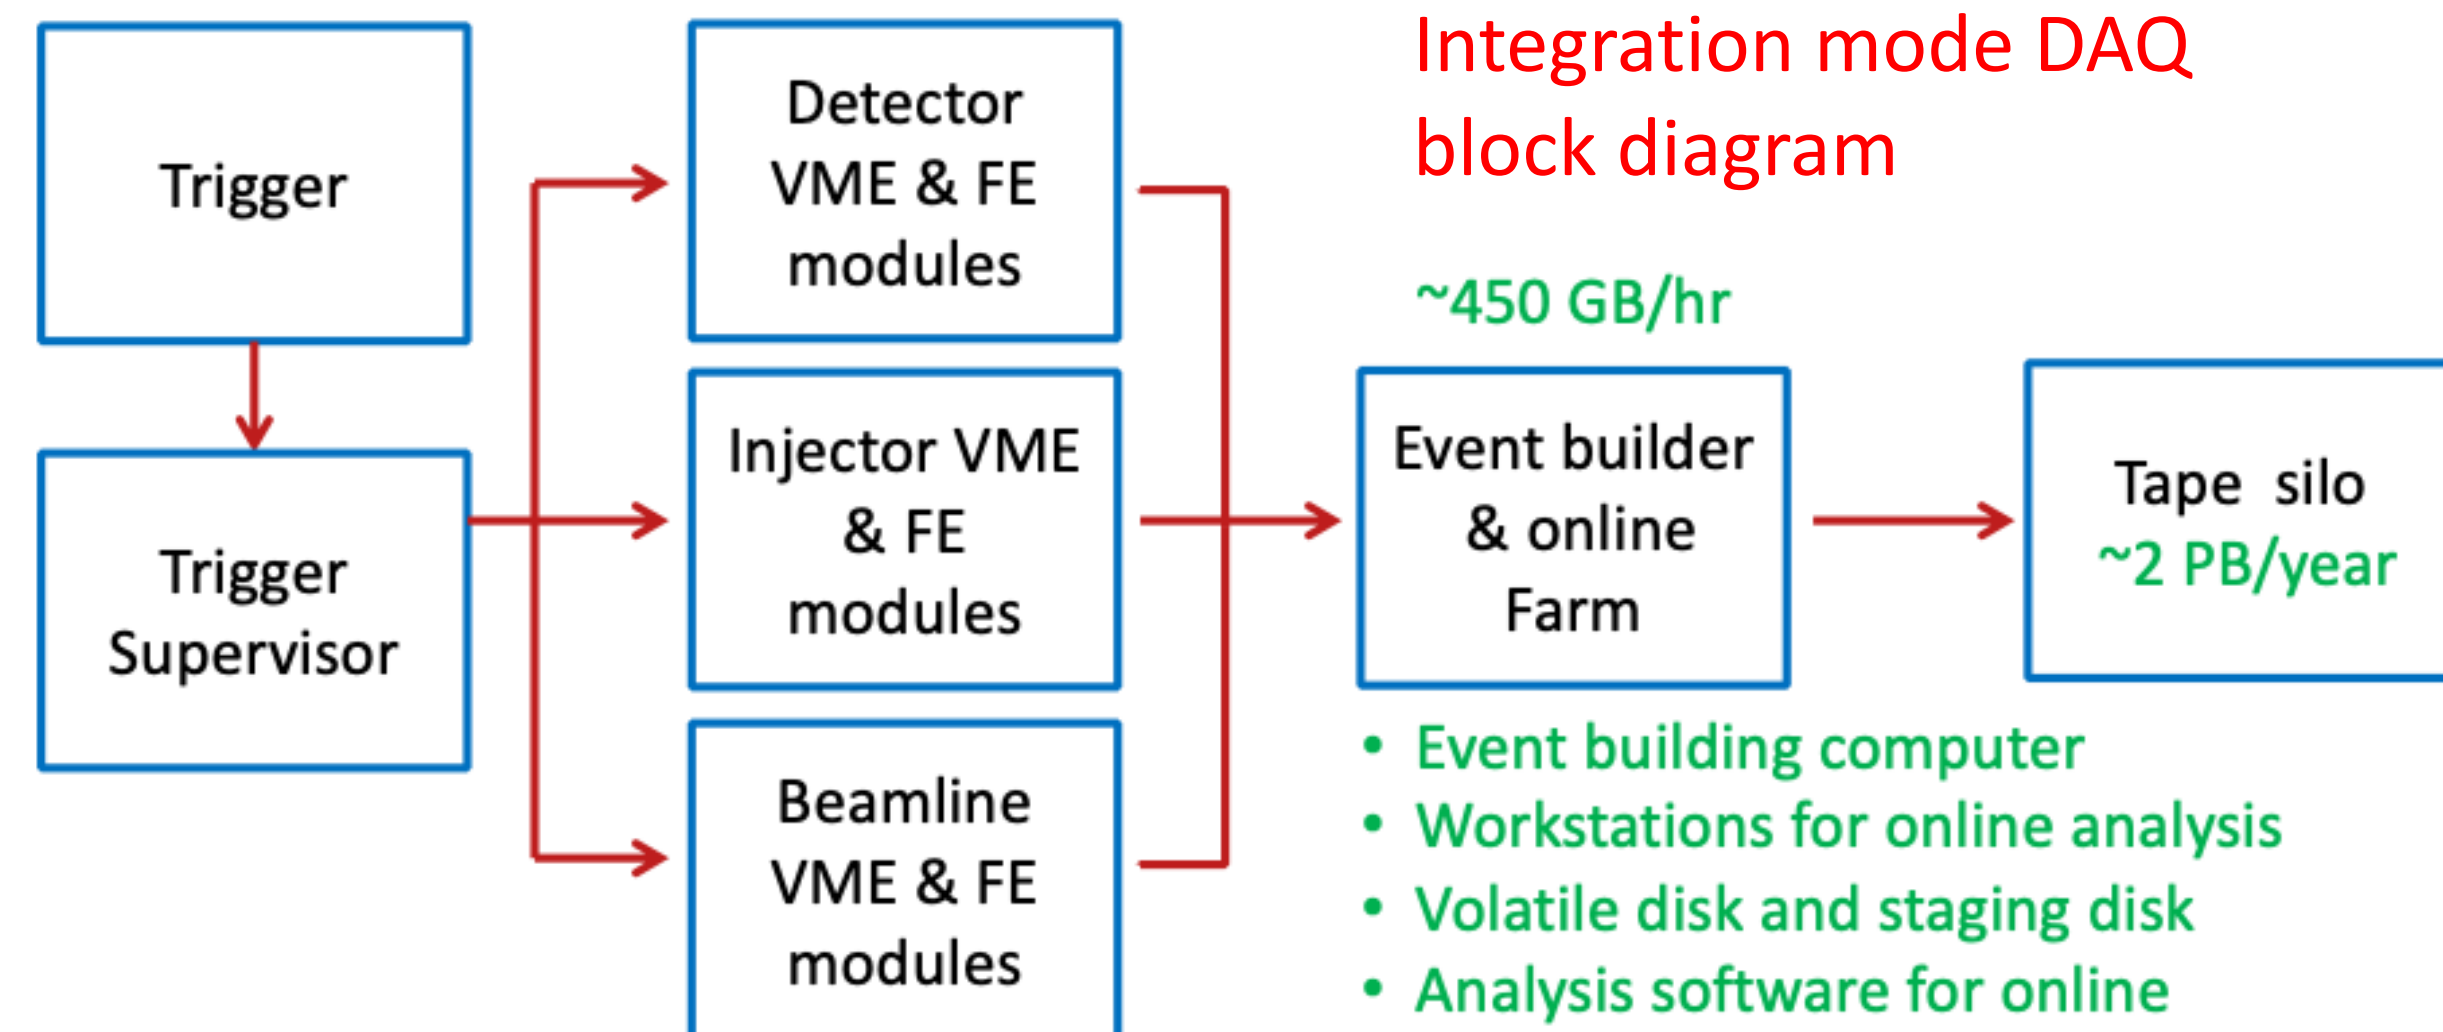 Integration mode DAQ
block diagram
Trigger
Trigger
Supervisor
Detector
VME & FE
modules
Injector VME
& FE
modules
Beamline
VME & FE
modules
~450 GB/hr
Event builder
& online
Farm
Tape silo
~2 PB/year
• Event building computer
• Workstations for online analysis
• Volatile disk and staging disk
• Analysis software for online